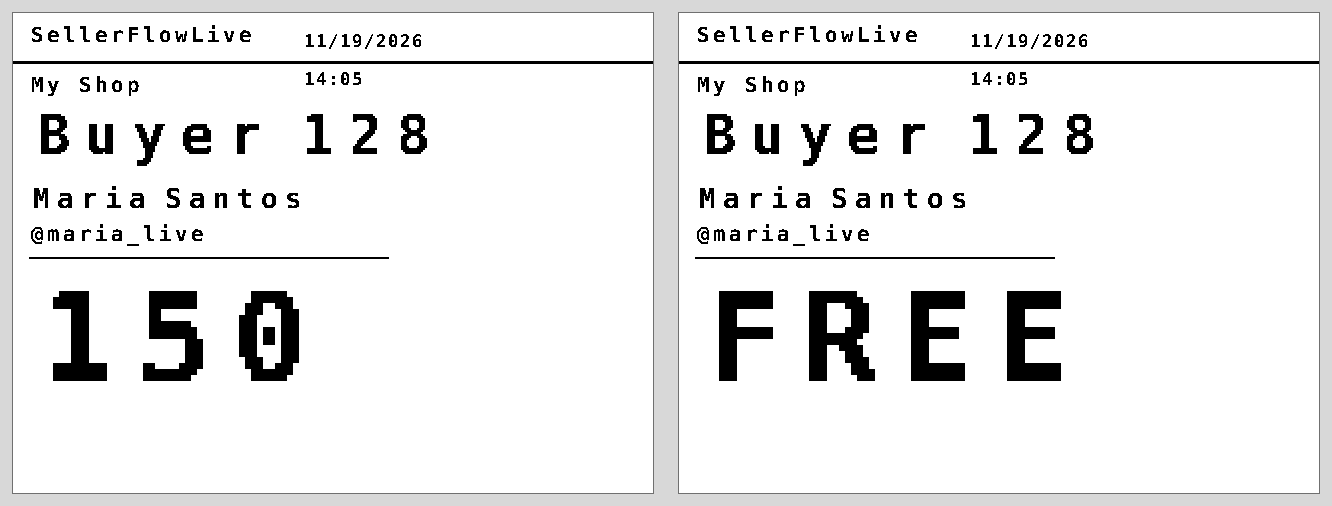 SellerFlowLive 11/19/2026
My Shop 14:05
Buyer 128
Maria Santos
@maria_live
150
SellerFlowLive 11/19/2026
My Shop 14:05
Buyer 128
Maria Santos
@maria_live
FREE